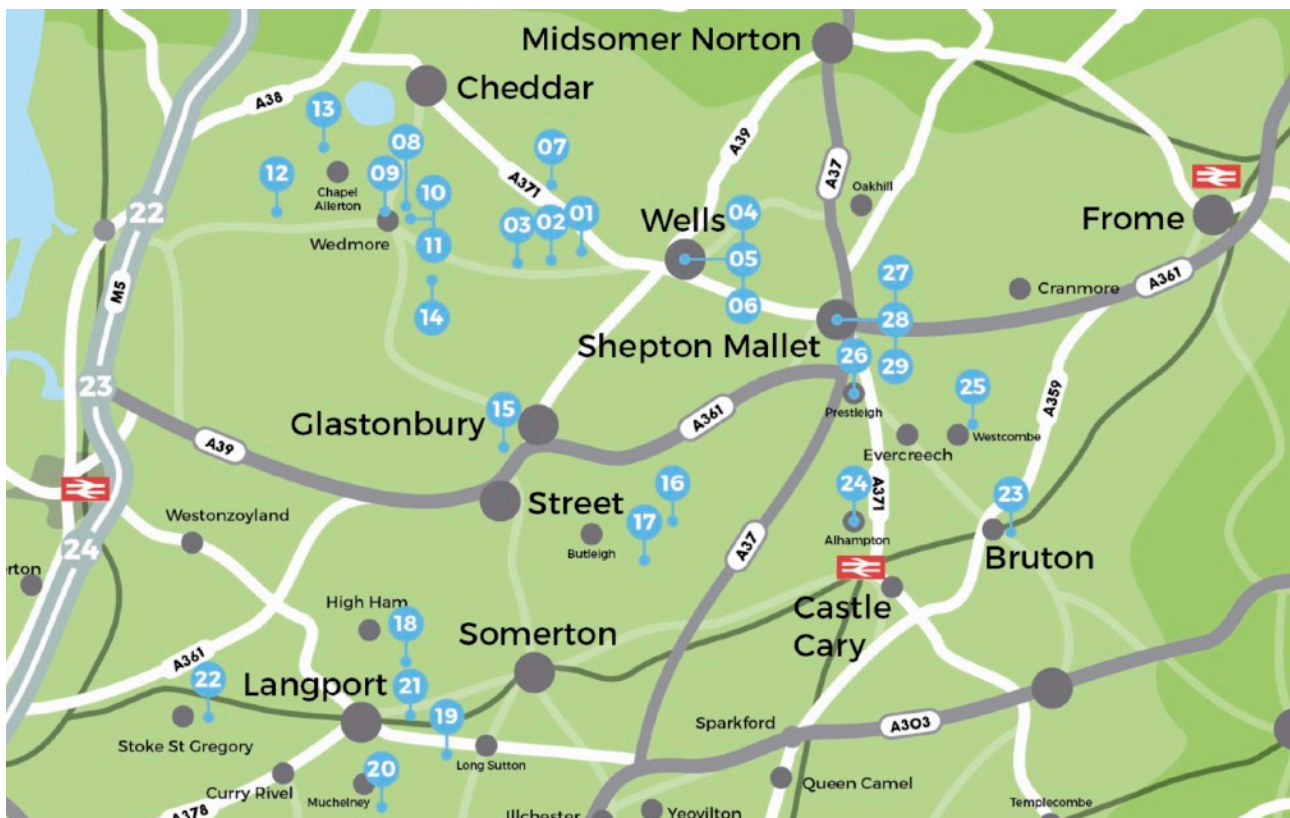 Midsomer Norton
Cheddar
A38
13
08
07
A39
A37
12
Chapel
Allerton
09
10
A371
Oakhill
22
03
02
01
Wells
04
Frome
Wedmore
11
05
27
M5
14
06
28
Cranmore
A361
Shepton Mallet
26
29
23
15
25
A359
Glastonbury
A361
Prestleigh
Westcombe
A39
Evercreech
16
24
A371
23
Street
17
Westonzoyland
Butleigh
A37
Alhampton
24
Bruton
erton
High Ham
18
Somerton
Castle
Cary
A361
22
Langport
21
19
Sparkford
A303
Stoke St Gregory
20
Long Sutton
Curry Rivel
Muchelney
Queen Camel
A378
Illchester
Yeovilton
Templecombe